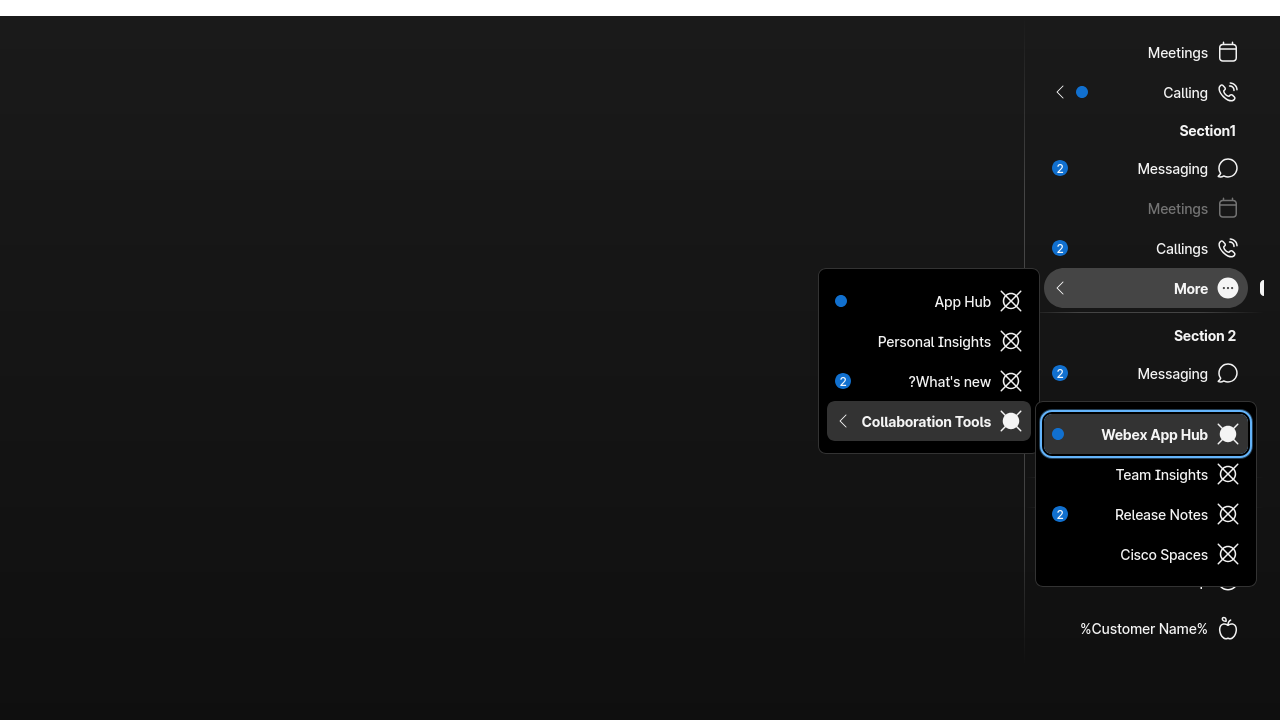 Meetings
Calling
Section1
Messaging 2
Meetings
Callings 2
More
App Hub
Personal Insights
?What's new 2
Collaboration Tools
Section 2
Messaging 2
Webex App Hub
Team Insights
Release Notes 2
Cisco Spaces
%Customer Name%